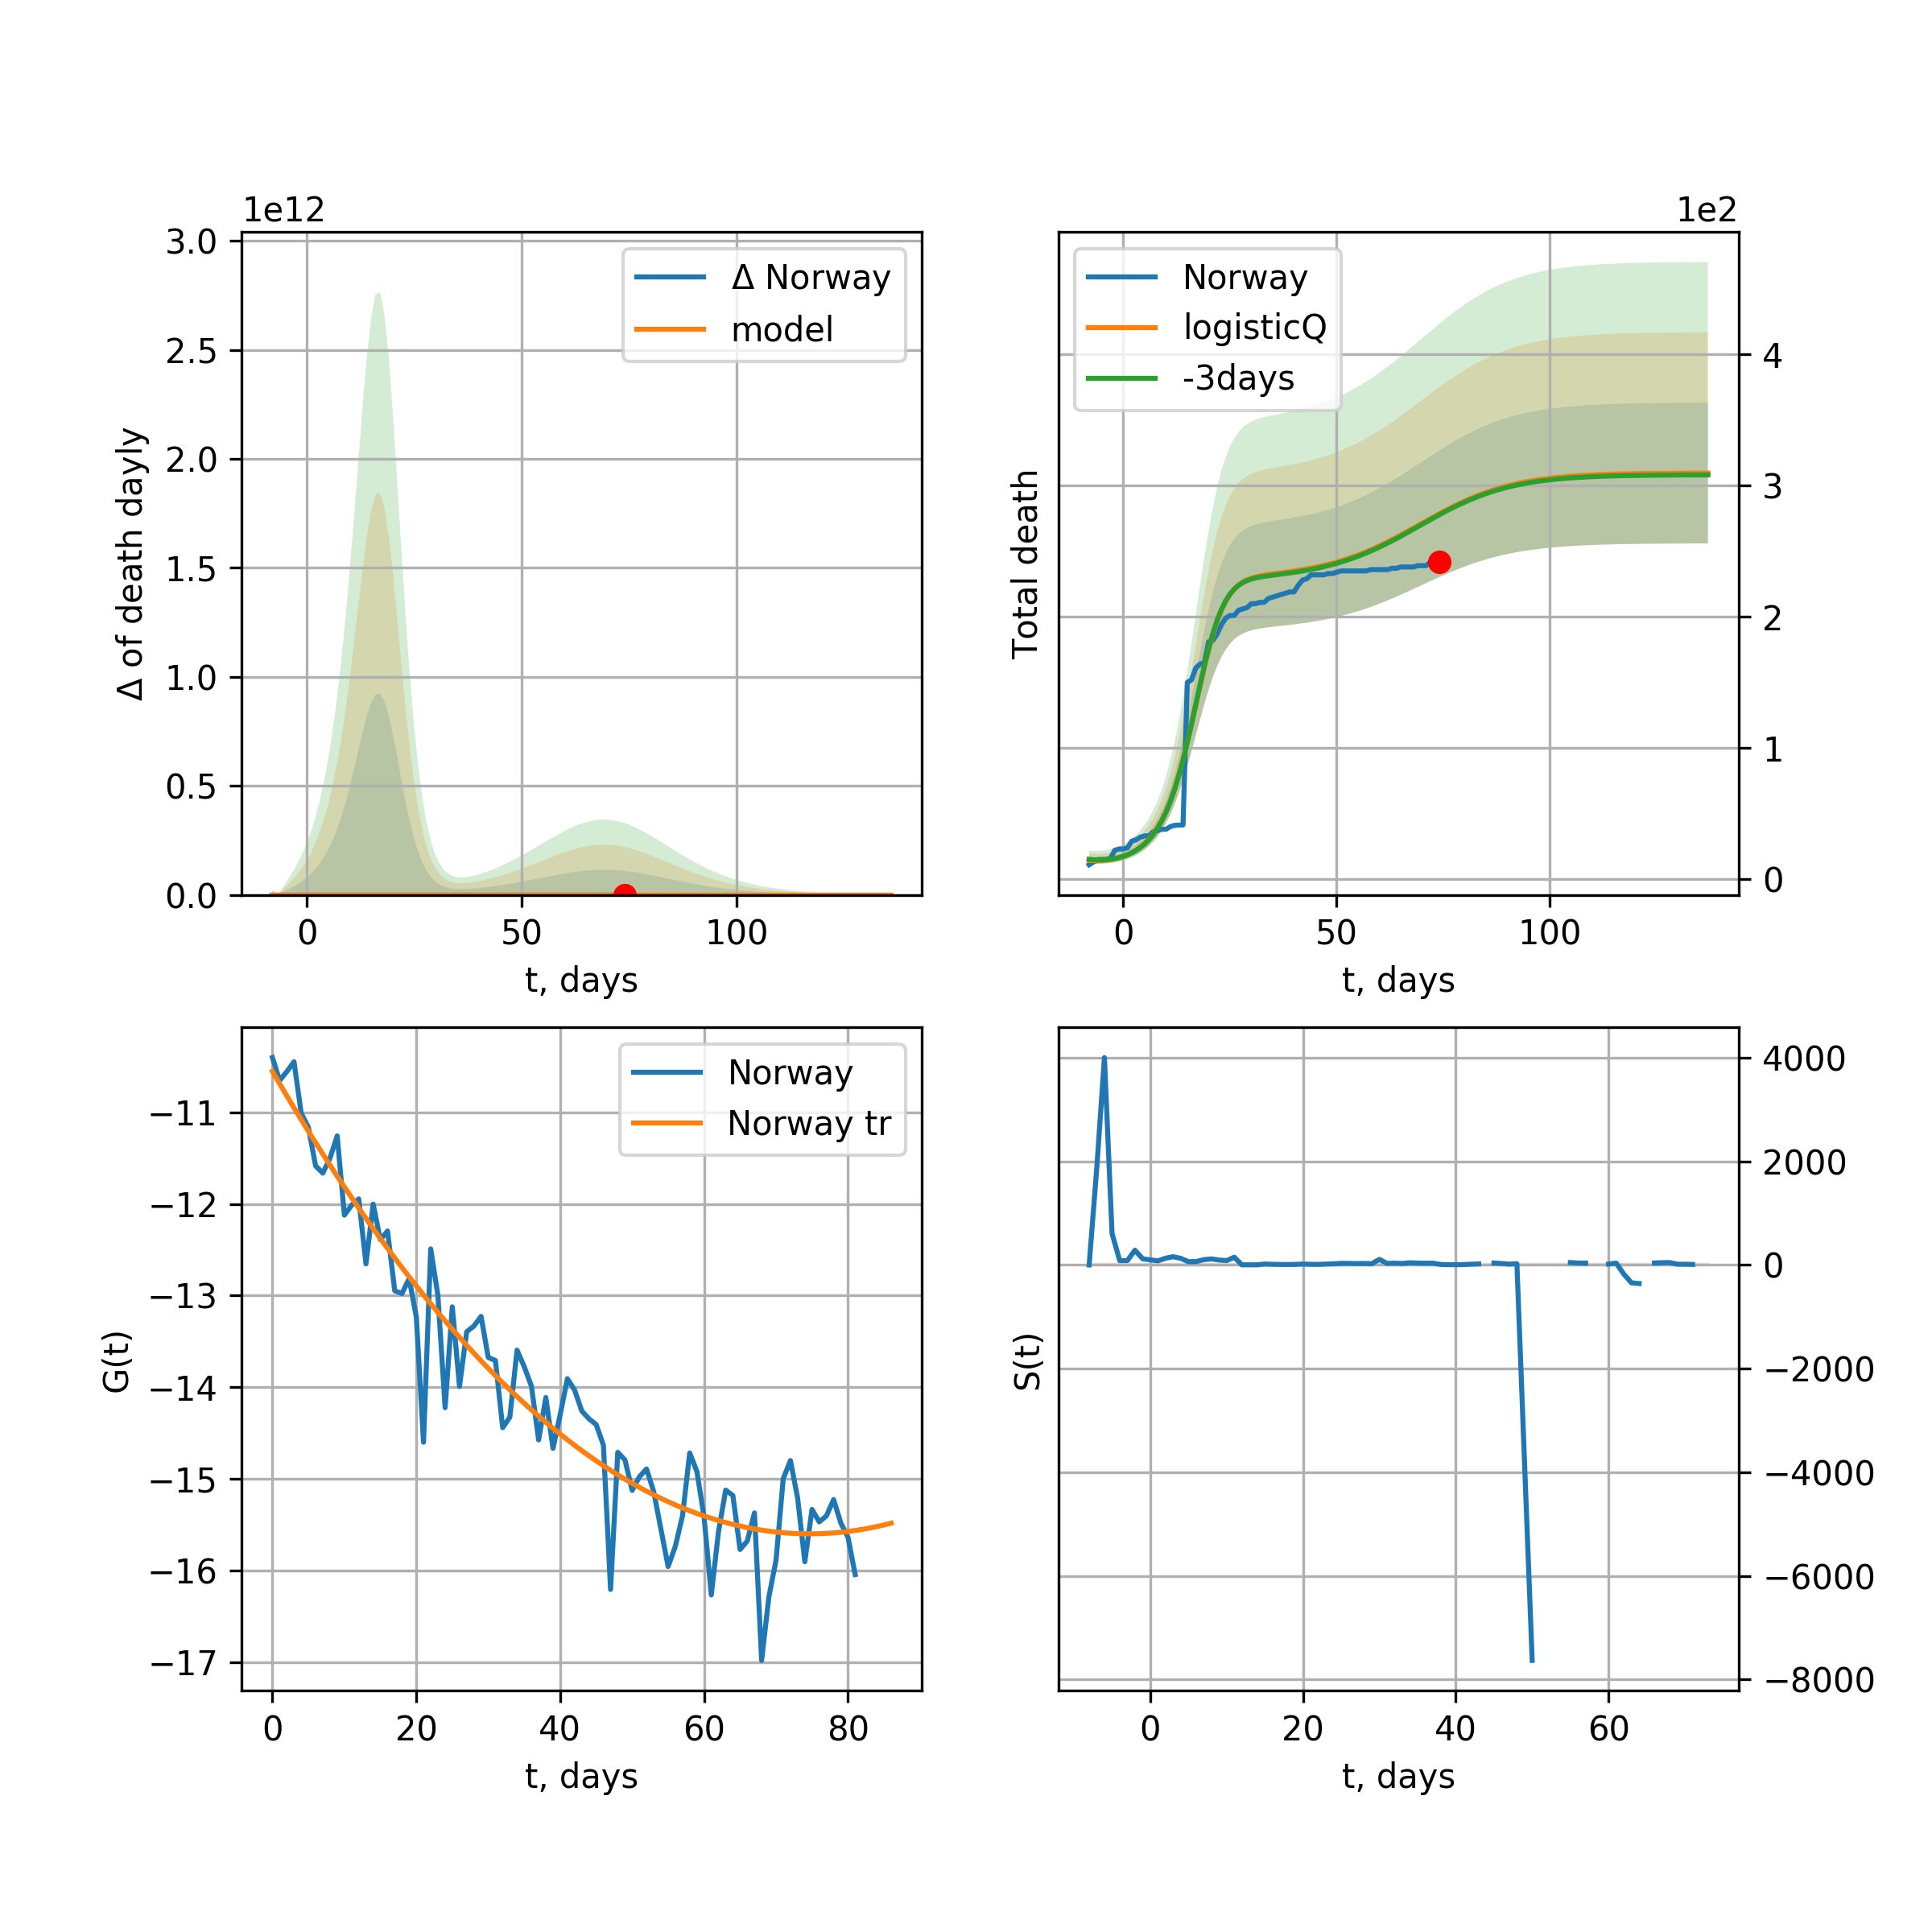 1e12
3.0
2.5
2.0
1.5
1.0
0.5
0.0
Δ of death dayly
Δ Norway
model
0 50 100
t, days
1e2
Norway
logisticQ
-3days
Total death
4
3
2
1
0
0 50 100
t, days
G(t)
−11
−12
−13
−14
−15
−16
−17
Norway
Norway tr
0 20 40 60 80
t, days
S(t)
4000
2000
0
−2000
−4000
−6000
−8000
0 20 40 60
t, days